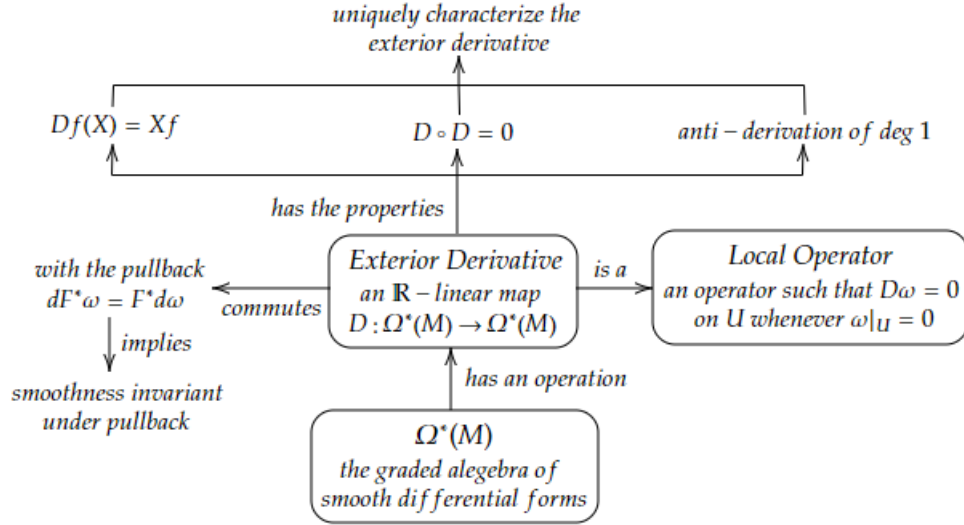 uniquely characterize the
exterior derivative
Df(X) = Xf
D ∘ D = 0
anti − derivation of deg 1
has the properties
with the pullback
dF*ω = F*dω
commutes
Exterior Derivative
an ℝ − linear map
D : Ω*(M) → Ω*(M)
is a
Local Operator
an operator such that Dω = 0
on U whenever ω|U = 0
implies
smoothness invariant
under pullback
has an operation
Ω*(M)
the graded alegebra of
smooth differential forms